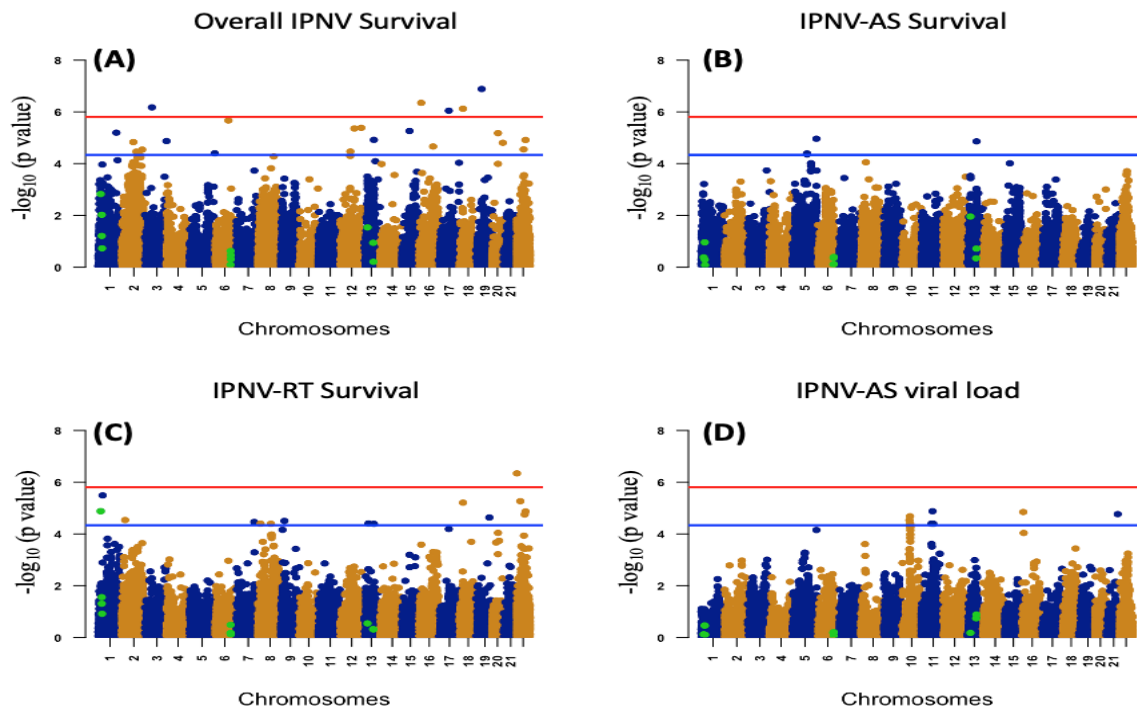 Overall IPNV Survival
(A)
8
6
4
2
0
-log10 (p value)
1 2 3 4 5 6 7 8 9 10 11 12 13 14 15 16 17 18 19 20 21
Chromosomes
IPNV-AS Survival
(B)
8
6
4
2
0
-log10 (p value)
1 2 3 4 5 6 7 8 9 10 11 12 13 14 15 16 17 18 19 20 21
Chromosomes
IPNV-RT Survival
(C)
8
6
4
2
0
-log10 (p value)
1 2 3 4 5 6 7 8 9 10 11 12 13 14 15 16 17 18 19 20 21
Chromosomes
IPNV-AS viral load
(D)
8
6
4
2
0
-log10 (p value)
1 2 3 4 5 6 7 8 9 10 11 12 13 14 15 16 17 18 19 20 21
Chromosomes